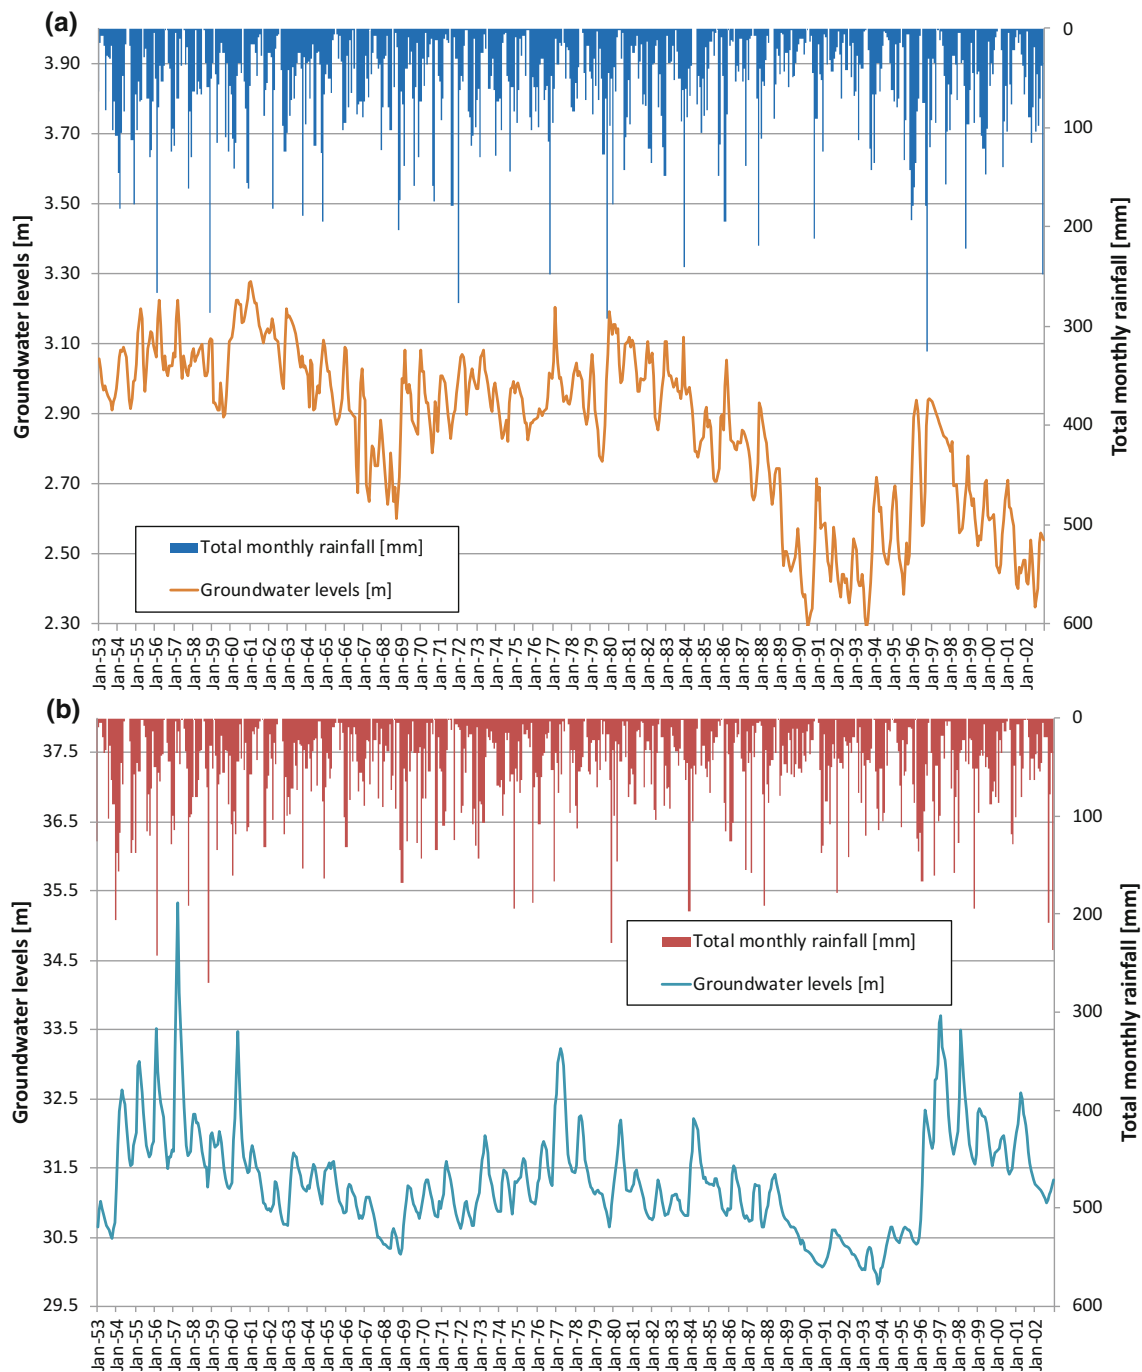 (a)
Groundwater levels [m]
3.90
3.70
3.50
3.30
3.10
2.90
2.70
2.50
2.30
Total monthly rainfall [mm]
0
100
200
300
400
500
600
Total monthly rainfall [mm]
Groundwater levels [m]
Jan-53
Jan-54
Jan-55
Jan-56
Jan-57
Jan-58
Jan-59
Jan-60
Jan-61
Jan-62
Jan-63
Jan-64
Jan-65
Jan-66
Jan-67
Jan-68
Jan-69
Jan-70
Jan-71
Jan-72
Jan-73
Jan-74
Jan-75
Jan-76
Jan-77
Jan-78
Jan-79
Jan-80
Jan-81
Jan-82
Jan-83
Jan-84
Jan-85
Jan-86
Jan-87
Jan-88
Jan-89
Jan-90
Jan-91
Jan-92
Jan-93
Jan-94
Jan-95
Jan-96
Jan-97
Jan-98
Jan-99
Jan-00
Jan-01
Jan-02
(b)
Groundwater levels [m]
37.5
36.5
35.5
34.5
33.5
32.5
31.5
30.5
29.5
Total monthly rainfall [mm]
0
100
200
300
400
500
600
Total monthly rainfall [mm]
Groundwater levels [m]
Jan-53
Jan-54
Jan-55
Jan-56
Jan-57
Jan-58
Jan-59
Jan-60
Jan-61
Jan-62
Jan-63
Jan-64
Jan-65
Jan-66
Jan-67
Jan-68
Jan-69
Jan-70
Jan-71
Jan-72
Jan-73
Jan-74
Jan-75
Jan-76
Jan-77
Jan-78
Jan-79
Jan-80
Jan-81
Jan-82
Jan-83
Jan-84
Jan-85
Jan-86
Jan-87
Jan-88
Jan-89
Jan-90
Jan-91
Jan-92
Jan-93
Jan-94
Jan-95
Jan-96
Jan-97
Jan-98
Jan-99
Jan-00
Jan-01
Jan-02